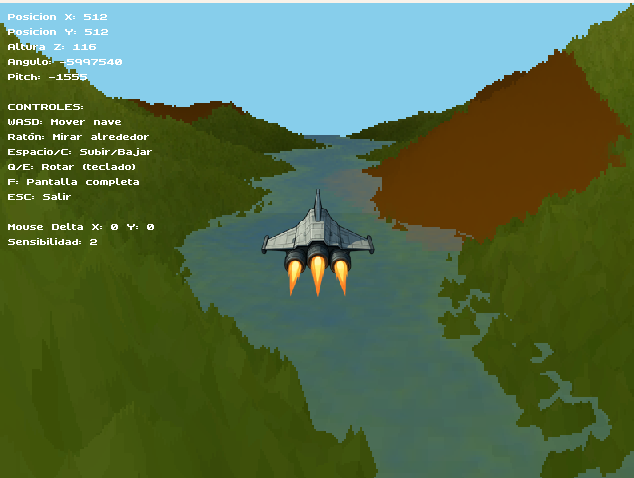 Posicion X: 512
Posicion Y: 512
Altura Z: 116
Angulo: -5997540
Pitch: -1555
CONTROLES:
WASD: Mover nave
Ratón: Mirar alrededor
Espacio/C: Subir/Bajar
Q/E: Rotar (teclado)
F: Pantalla completa
ESC: Salir
Mouse Delta X: 0 Y: 0
Sensibilidad: 2